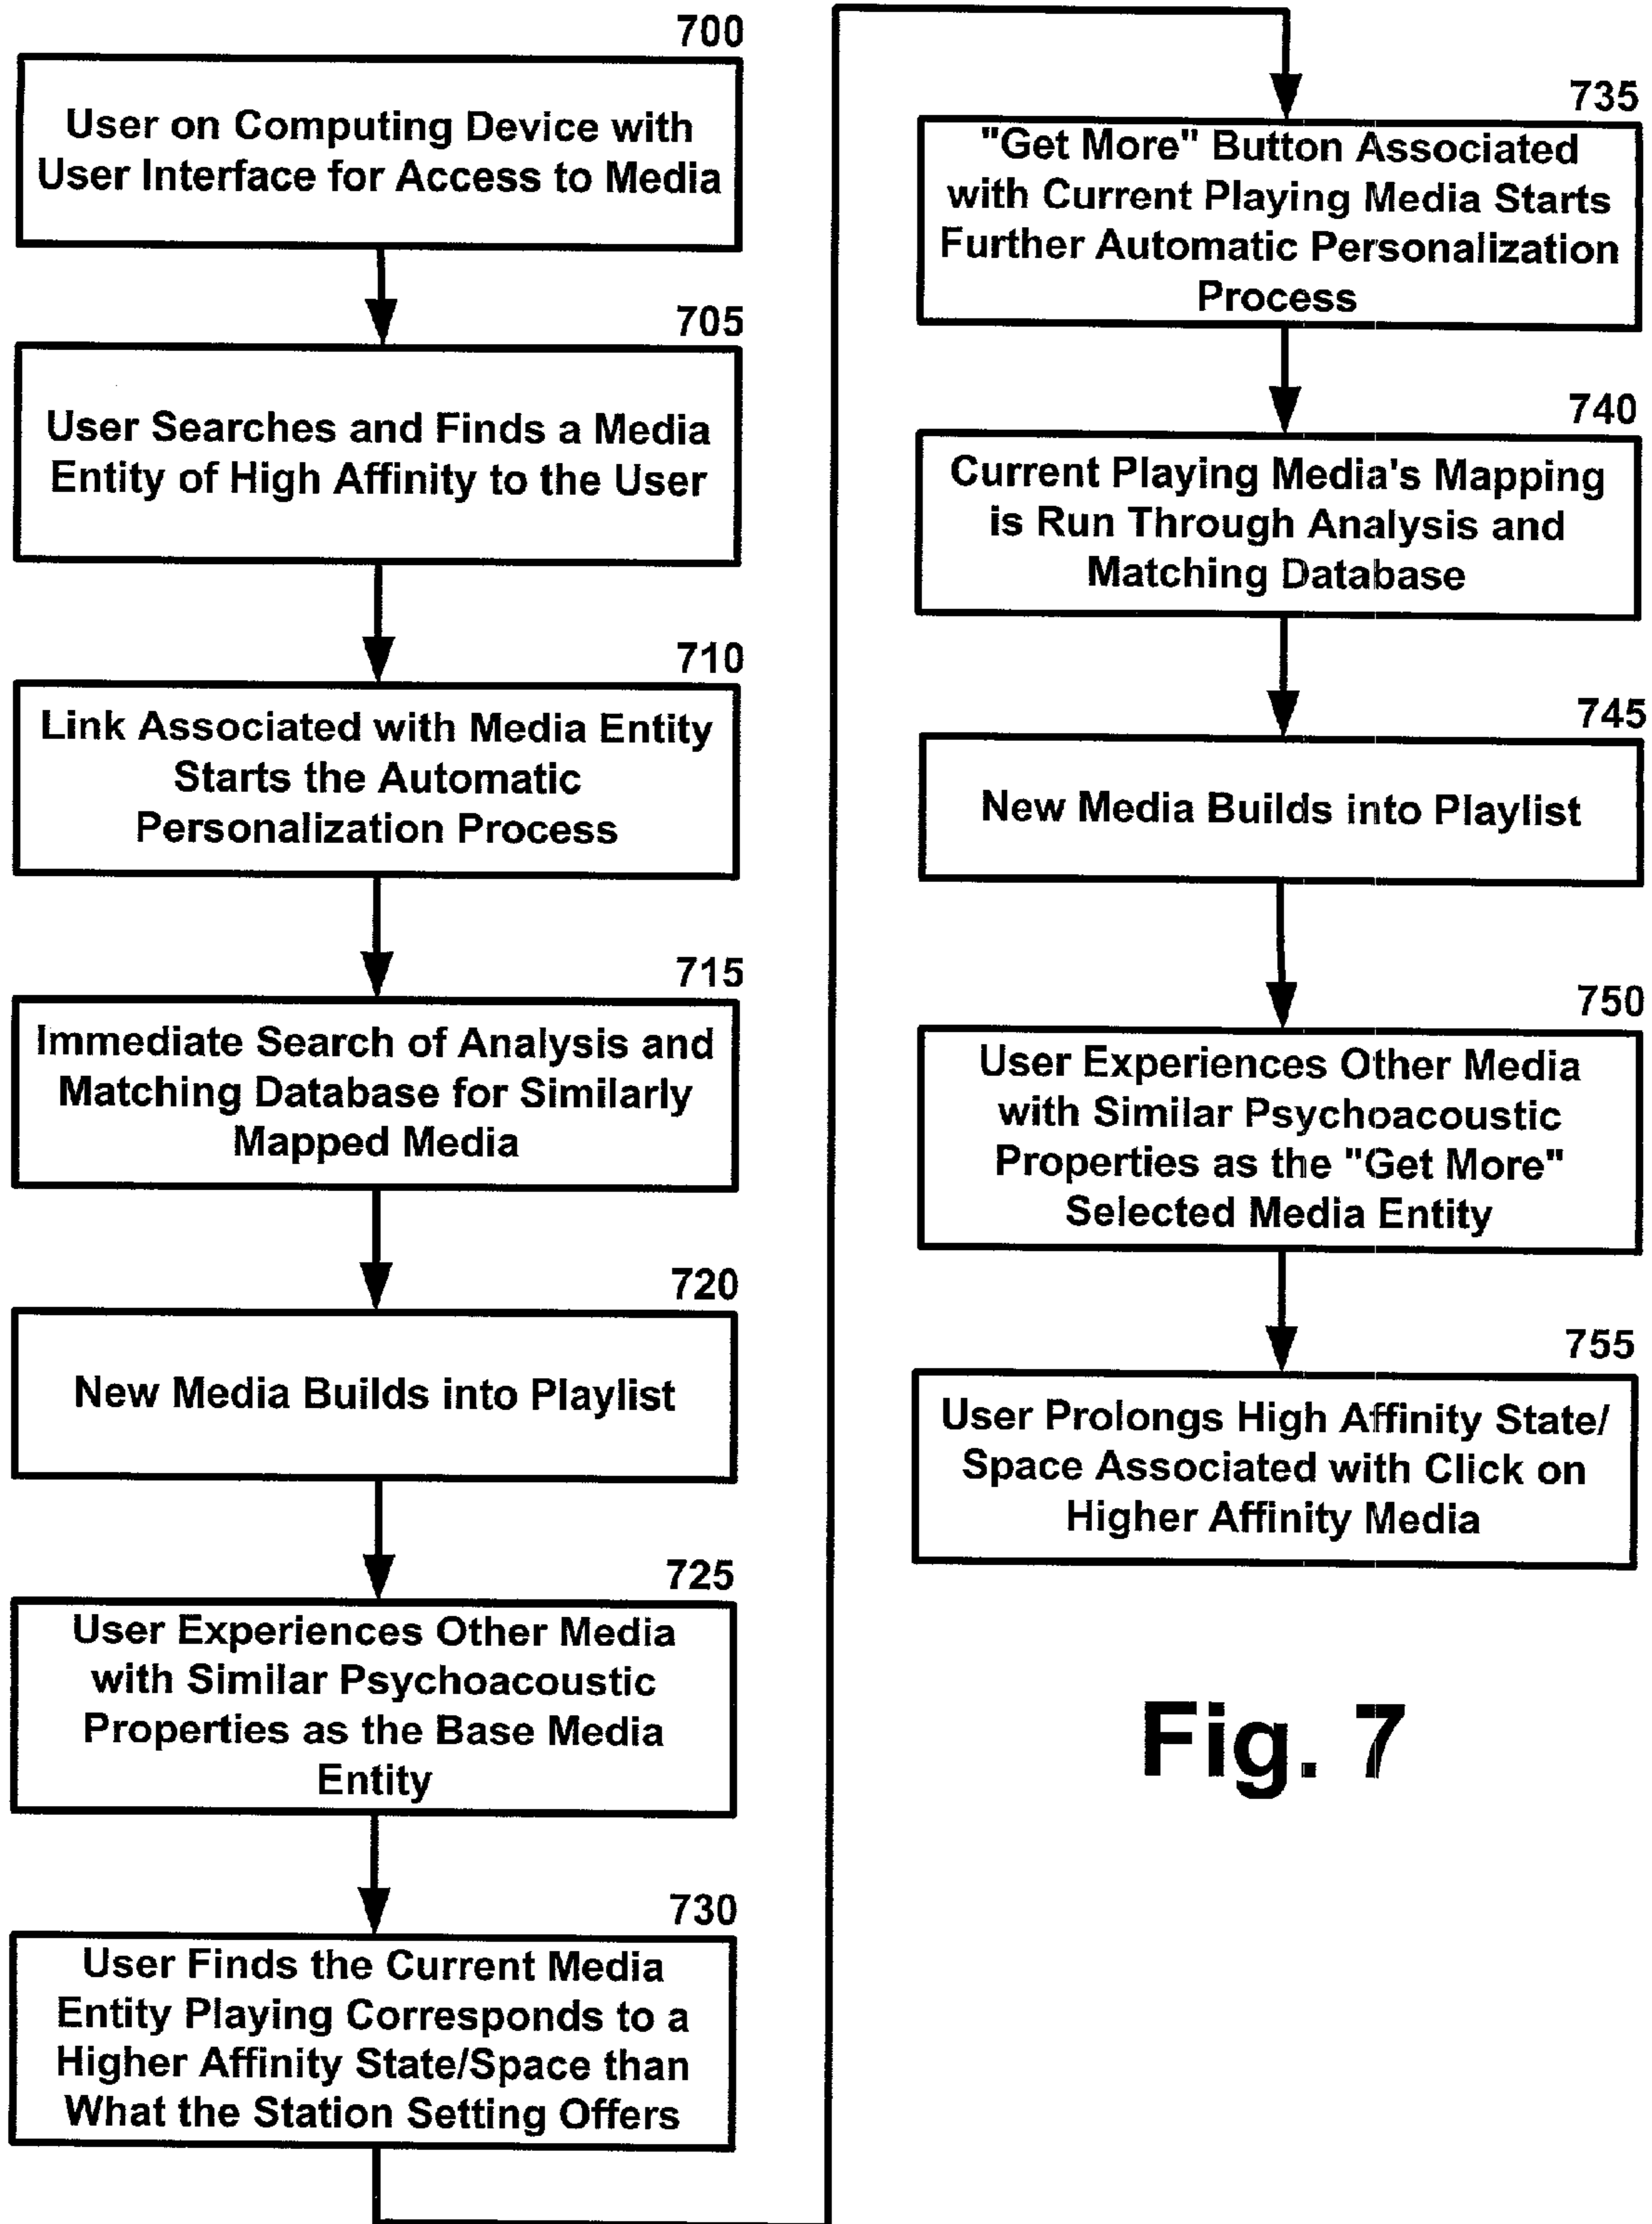 700
User on Computing Device with
User Interface for Access to Media
705
User Searches and Finds a Media
Entity of High Affinity to the User
710
Link Associated with Media Entity
Starts the Automatic
Personalization Process
715
Immediate Search of Analysis and
Matching Database for Similarly
Mapped Media
720
New Media Builds into Playlist
725
User Experiences Other Media
with Similar Psychoacoustic
Properties as the Base Media
Entity
730
User Finds the Current Media
Entity Playing Corresponds to a
Higher Affinity State/Space than
What the Station Setting Offers
735
"Get More" Button Associated
with Current Playing Media Starts
Further Automatic Personalization
Process
740
Current Playing Media's Mapping
is Run Through Analysis and
Matching Database
745
New Media Builds into Playlist
750
User Experiences Other Media
with Similar Psychoacoustic
Properties as the "Get More"
Selected Media Entity
755
User Prolongs High Affinity State/
Space Associated with Click on
Higher Affinity Media
Fig. 7